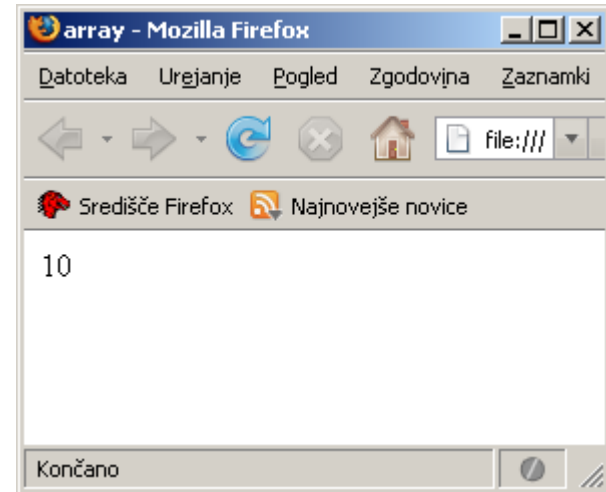 array - Mozilla Firefox
Datoteka Urejanje Pogled Zgodovina Zaznamki
file:///
Središče Firefox Najnovejše novice
10
Končano